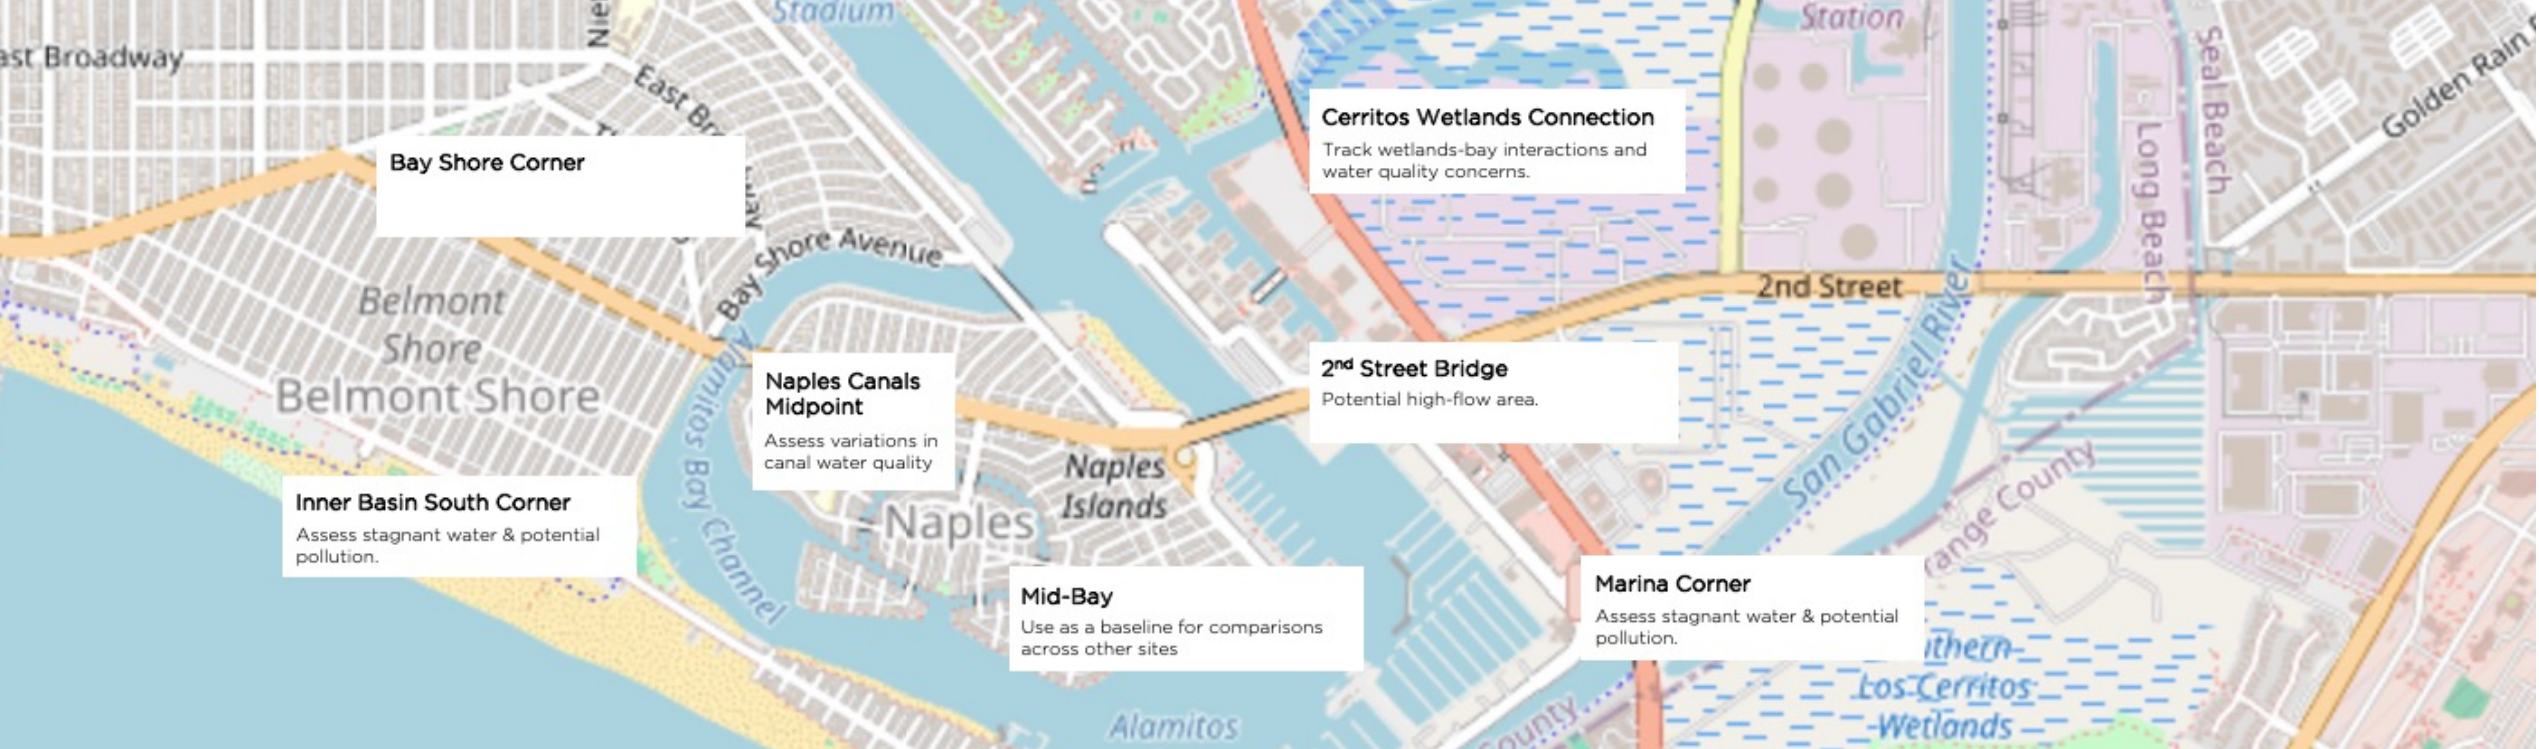 Stadium
Station
East Broadway
Nie
East Bro
Seal Beach
Golden Rain
Cerritos Wetlands Connection
Track wetlands-bay interactions and
water quality concerns.
Bay Shore Corner
Long Beach
Bay Shore Avenue
2nd Street
Belmont
Shore
Belmont Shore
San Gabriel River
2nd Street Bridge
Potential high-flow area.
Naples Canals
Midpoint
Assess variations in
canal water quality
Alamitos Bay Channel
Naples
Islands
Naples
Inner Basin South Corner
Assess stagnant water & potential
pollution.
range County
Mid-Bay
Use as a baseline for comparisons
across other sites
Marina Corner
Assess stagnant water & potential
pollution.
thern
Los Cerritos
Wetlands
Alamitos
County